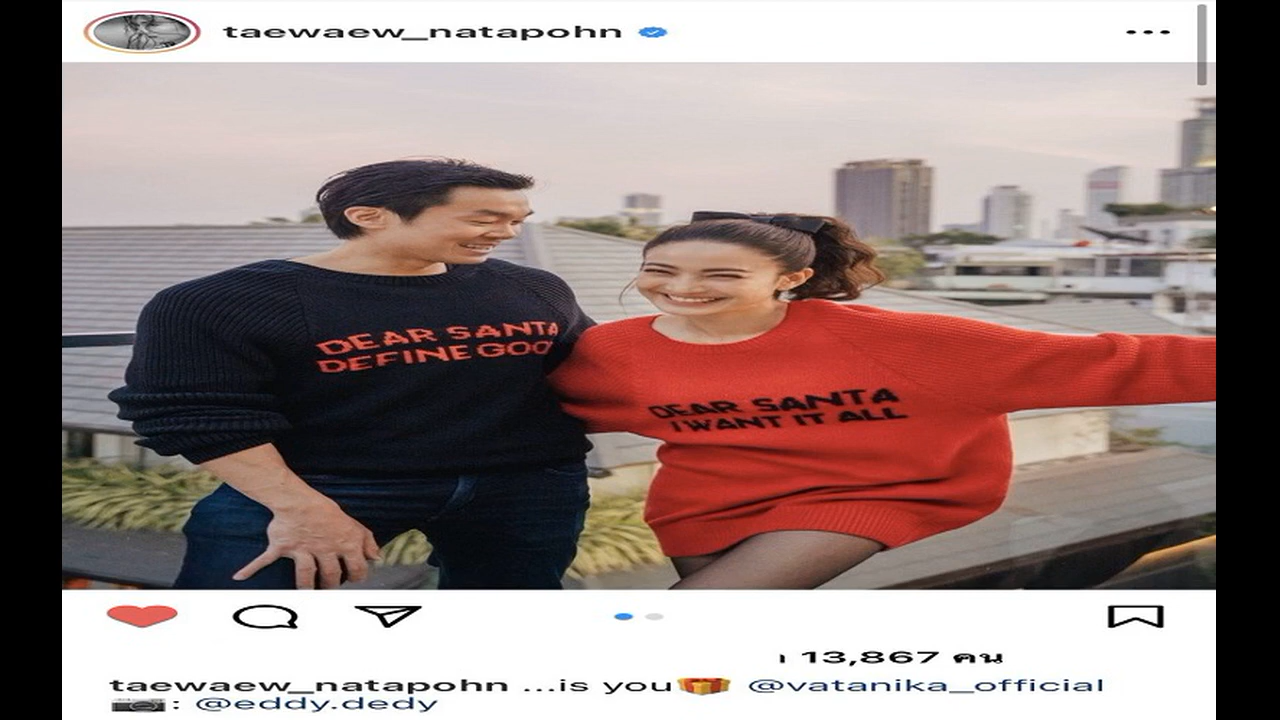 taewaew_natapohn
DEAR SANTA
DEFINE GOO
DEAR SANTA
I WANT IT ALL
13,867 คน
taewaew_natapohn ...is you🎁 @vatanika_official
📷: @eddy.dedy